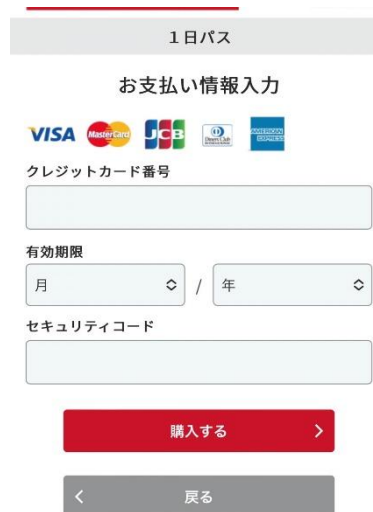 1日パス
お支払い情報入力
VISA MasterCard JCB Diners Club AMERICAN EXPRESS
クレジットカード番号
有効期限
月 / 年
セキュリティコード
購入する
戻る